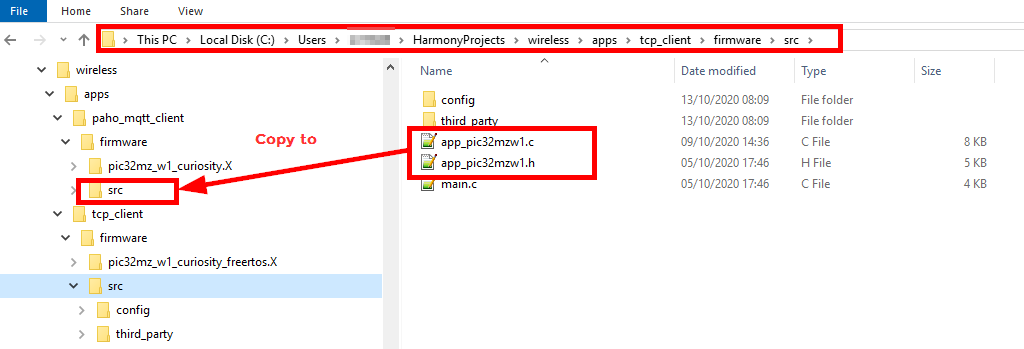 File Home Share View
This PC Local Disk (C:) Users HarmonyProjects wireless apps tcp_client firmware src
wireless
apps
paho_mqtt_client
firmware
pic32mz_w1_curiosity.X
src
tcp_client
firmware
pic32mz_w1_curiosity_freertos.X
src
config
third_party
Copy to
Name Date modified Type Size
config 13/10/2020 08:09 File folder
third_party 13/10/2020 08:09 File folder
app_pic32mzw1.c 09/10/2020 14:36 C File 8 KB
app_pic32mzw1.h 05/10/2020 17:46 H File 5 KB
main.c 05/10/2020 17:46 C File 4 KB